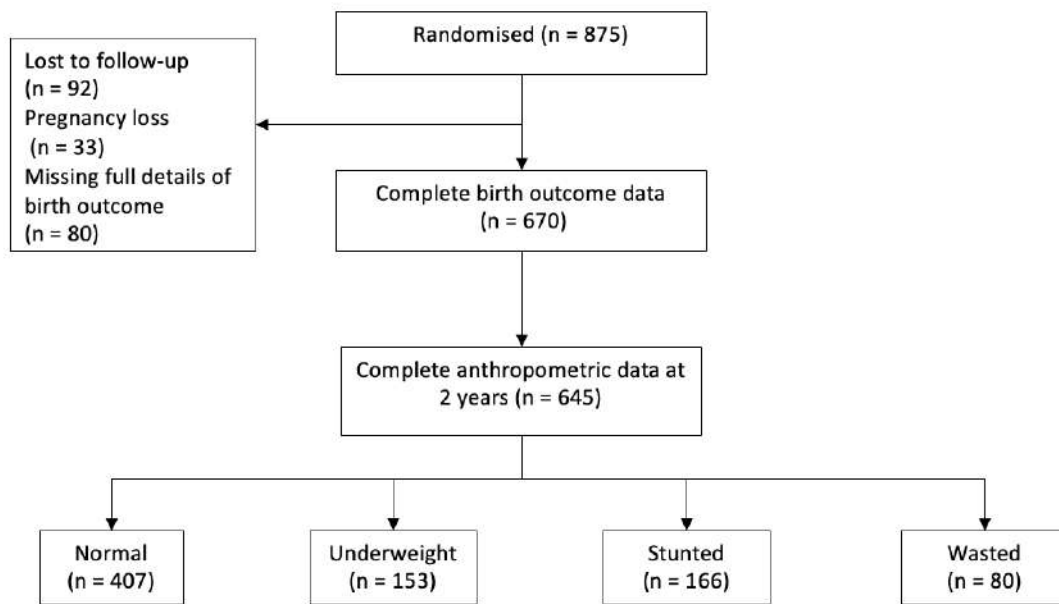 Randomised (n = 875)
Lost to follow-up
(n = 92)
Pregnancy loss
(n = 33)
Missing full details of
birth outcome
(n = 80)
Complete birth outcome data
(n = 670)
Complete anthropometric data at
2 years (n = 645)
Normal
(n = 407)
Underweight
(n = 153)
Stunted
(n = 166)
Wasted
(n = 80)